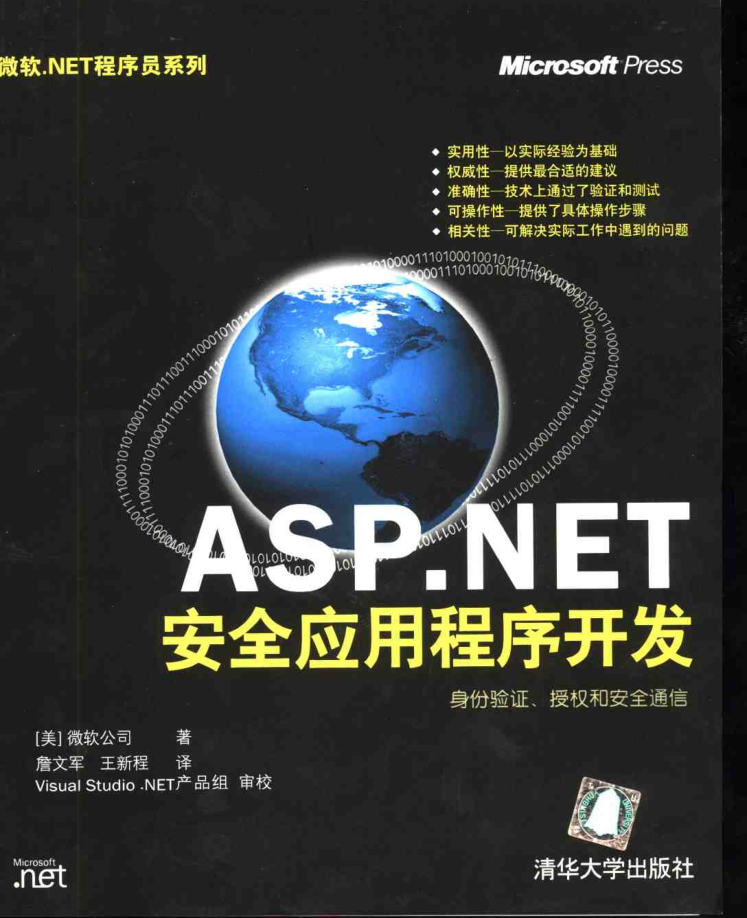 微软.NET程序员系列
Microsoft Press
◆ 实用性—以实际经验为基础
◆ 权威性—提供最合适的建议
◆ 准确性—技术上通过了验证和测试
◆ 可操作性—提供了具体操作步骤
◆ 相关性—可解决实际工作中遇到的问题
ASP.NET
安全应用程序开发
身份验证、授权和安全通信
[美] 微软公司 著
詹文军 王新程 译
Visual Studio .NET产品组 审校
Microsoft
.net
清华大学出版社